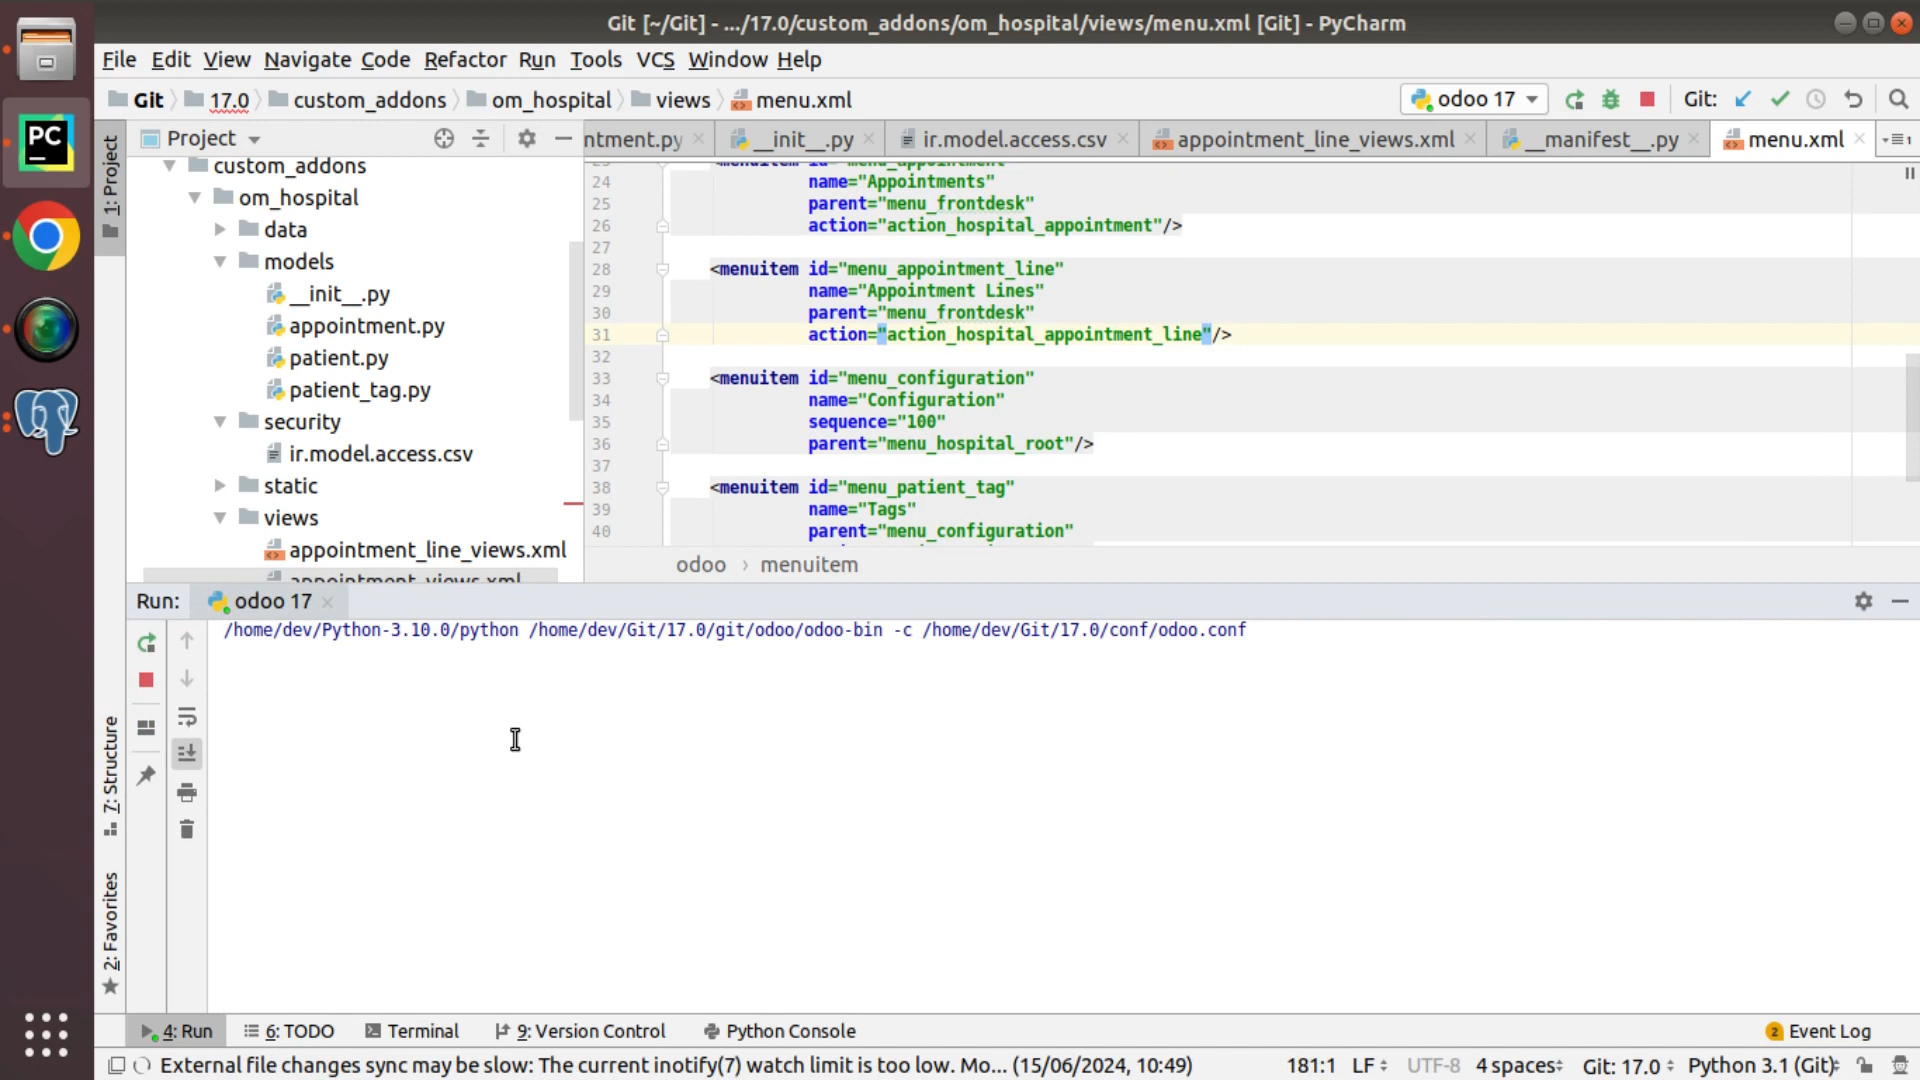 Git [~/Git] - .../17.0/custom_addons/om_hospital/views/menu.xml [Git] - PyCharm
File Edit View Navigate Code Refactor Run Tools VCS Window Help
Git 17.0 custom_addons om_hospital views menu.xml odoo 17 Git:
1: Project
Project
ntment.py __init__.py ir.model.access.csv appointment_line_views.xml __manifest__.py menu.xml
custom_addons
om_hospital
data
models
__init__.py
appointment.py
patient.py
patient_tag.py
security
ir.model.access.csv
static
views
appointment_line_views.xml
appointment_views.xml
23 <menuitem id="menu_appointment"
24 name="Appointments"
25 parent="menu_frontdesk"
26 action="action_hospital_appointment"/>
27
28 <menuitem id="menu_appointment_line"
29 name="Appointment Lines"
30 parent="menu_frontdesk"
31 action="action_hospital_appointment_line"/>
32
33 <menuitem id="menu_configuration"
34 name="Configuration"
35 sequence="100"
36 parent="menu_hospital_root"/>
37
38 <menuitem id="menu_patient_tag"
39 name="Tags"
40 parent="menu_configuration"
odoo › menuitem
Run: odoo 17
/home/dev/Python-3.10.0/python /home/dev/Git/17.0/git/odoo/odoo-bin -c /home/dev/Git/17.0/conf/odoo.conf
7: Structure
2: Favorites
4: Run 6: TODO Terminal 9: Version Control Python Console 2 Event Log
External file changes sync may be slow: The current inotify(7) watch limit is too low. Mo... (15/06/2024, 10:49) 181:1 LF UTF-8 4 spaces Git: 17.0 Python 3.1 (Git)